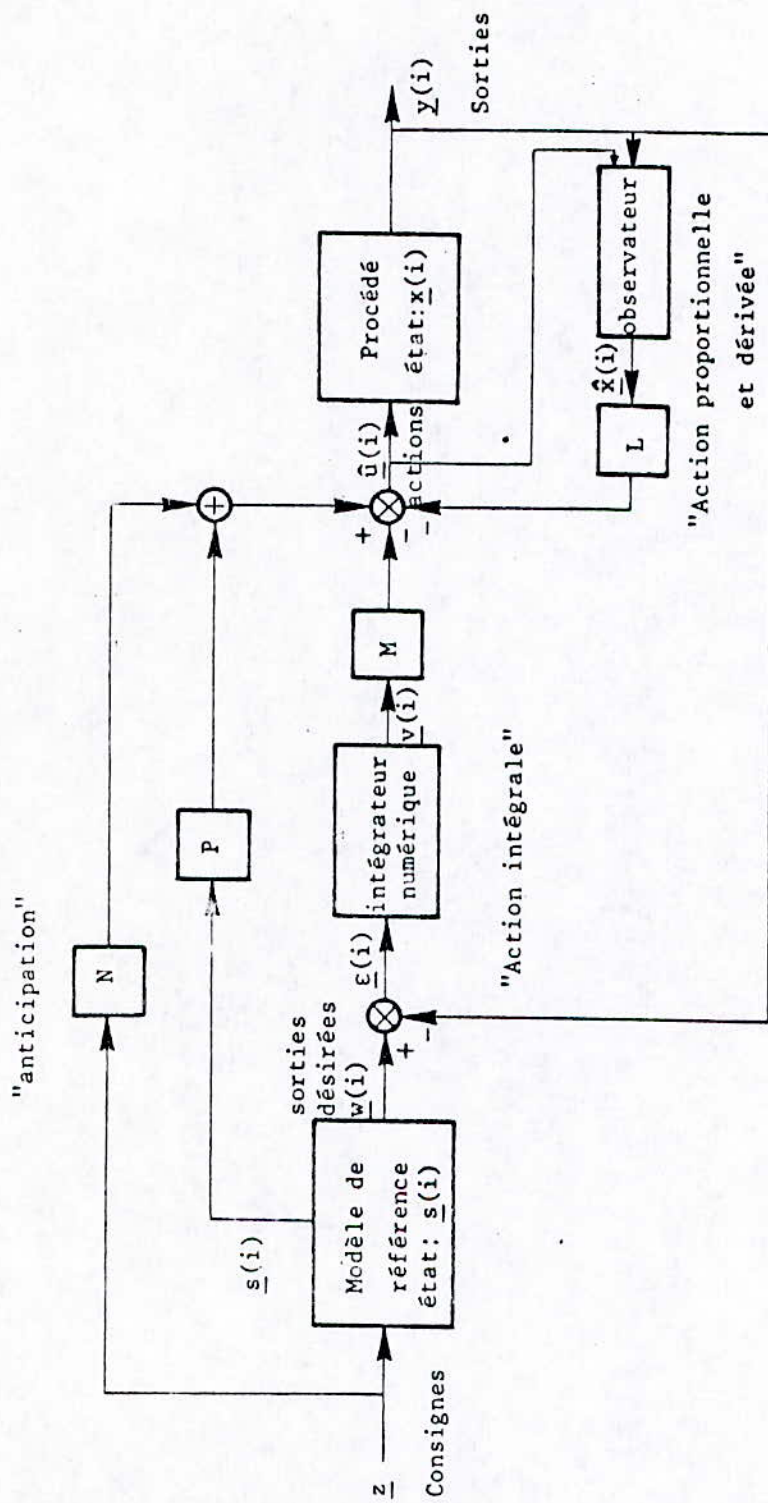 "anticipation"
N
P
s(i)
z
Consignes
Modèle de
référence
état: s(i)
sorties
désirées
w(i)
+
-
ε(i)
intégrateur
numérique
v(i)
"Action intégrale"
M
+
+
-
-
û(i)
actions
Procédé
état: x(i)
y(i)
Sorties
observateur
x̂(i)
L
"Action proportionnelle
et dérivée"